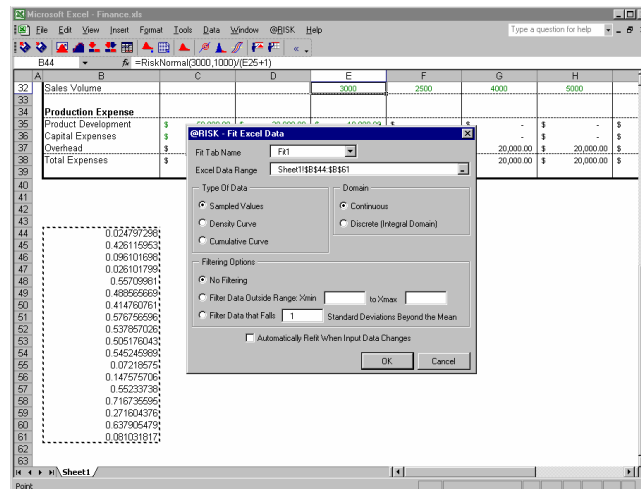 Microsoft Excel - Finance.xls
File Edit View Insert Format Tools Data Window @RISK Help Type a question for help
B44 fx =RiskNormal(3000,1000)/(E25+1)
A B C D E F G H
32 Sales Volume 3000 2500 4000 5000
33
34 Production Expense
35 Product Development $ $ - $ - $
36 Capital Expenses $ - $ - $
37 Overhead $ 20,000.00 $ 20,000.00 $
38 Total Expenses $ 20,000.00 $ 20,000.00 $
39
40
41
42
43
44 0.024797298
45 0.426115953
46 0.096101698
47 0.026101799
48 0.55709981
49 0.488565669
50 0.414760761
51 0.576756596
52 0.537857026
53 0.505176043
54 0.545245989
55 0.07218575
56 0.147575706
57 0.55233738
58 0.716735595
59 0.271604376
60 0.637905479
61 0.081031817
62
63
@RISK - Fit Excel Data
Fit Tab Name Fit1
Excel Data Range Sheet1!$B$44:$B$61
Type Of Data
Sampled Values
Density Curve
Cumulative Curve
Domain
Continuous
Discrete (Integral Domain)
Filtering Options
No Filtering
Filter Data Outside Range: Xmin to Xmax
Filter Data that Falls 1 Standard Deviations Beyond the Mean
Automatically Refit When Input Data Changes
OK Cancel
Sheet1
Point